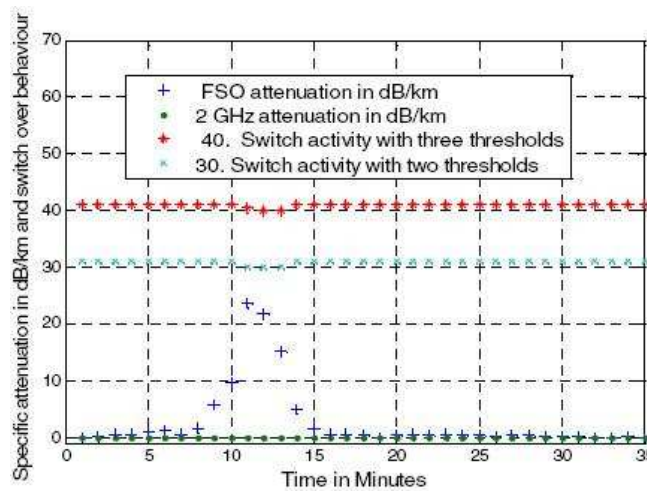 Specific attenuation in dB/km and switch over behaviour
70
60
50
40
30
20
10
0
FSO attenuation in dB/km
2 GHz attenuation in dB/km
40. Switch activity with three thresholds
30. Switch activity with two thresholds
0 5 10 15 20 25 30 35
Time in Minutes